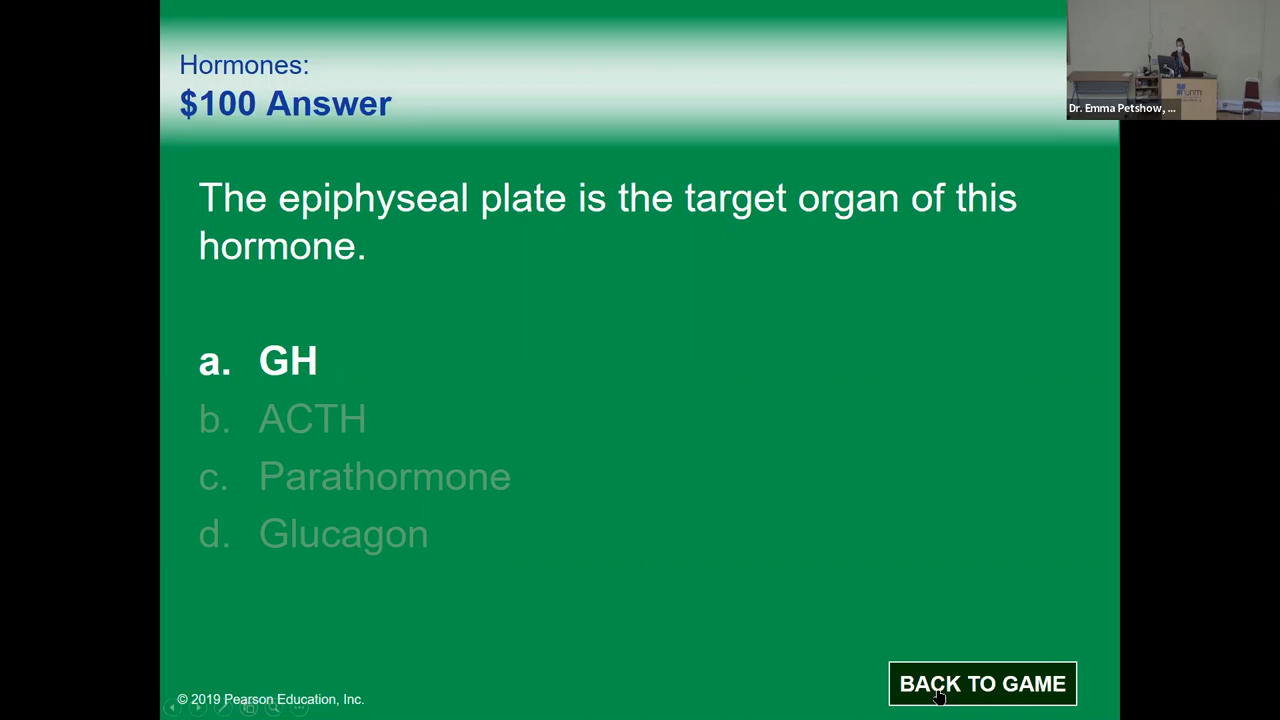 Hormones:
$100 Answer
Dr. Emma Petshow, ...
The epiphyseal plate is the target organ of this
hormone.
a. GH
b. ACTH
c. Parathormone
d. Glucagon
BACK TO GAME
© 2019 Pearson Education, Inc.